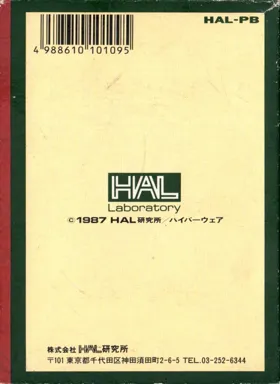 HAL-PB
4 988610 101095
HAL
Laboratory
© 1987 HAL研究所／ハイパーウェア
株式会社 HAL研究所
〒101 東京都千代田区神田須田町2-6-5 TEL.03-252-6344